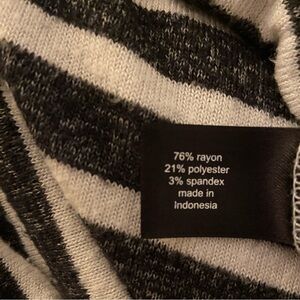 76% rayon
21% polyester
3% spandex
made in
Indonesia